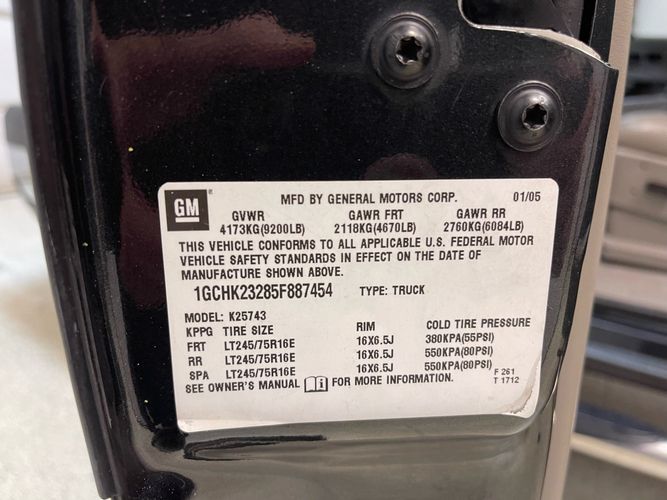 GM ® MFD BY GENERAL MOTORS CORP. 01/05
GVWR GAWR FRT GAWR RR
4173KG(9200LB) 2118KG(4670LB) 2760KG(6084LB)
THIS VEHICLE CONFORMS TO ALL APPLICABLE U.S. FEDERAL MOTOR
VEHICLE SAFETY STANDARDS IN EFFECT ON THE DATE OF
MANUFACTURE SHOWN ABOVE.
1GCHK23285F887454 TYPE: TRUCK
MODEL: K25743
KPPG TIRE SIZE RIM COLD TIRE PRESSURE
FRT LT245/75R16E 16X6.5J 380KPA(55PSI)
RR LT245/75R16E 16X6.5J 550KPA(80PSI)
SPA LT245/75R16E 16X6.5J 550KPA(80PSI)
SEE OWNER'S MANUAL FOR MORE INFORMATION.
F 261
T 1712